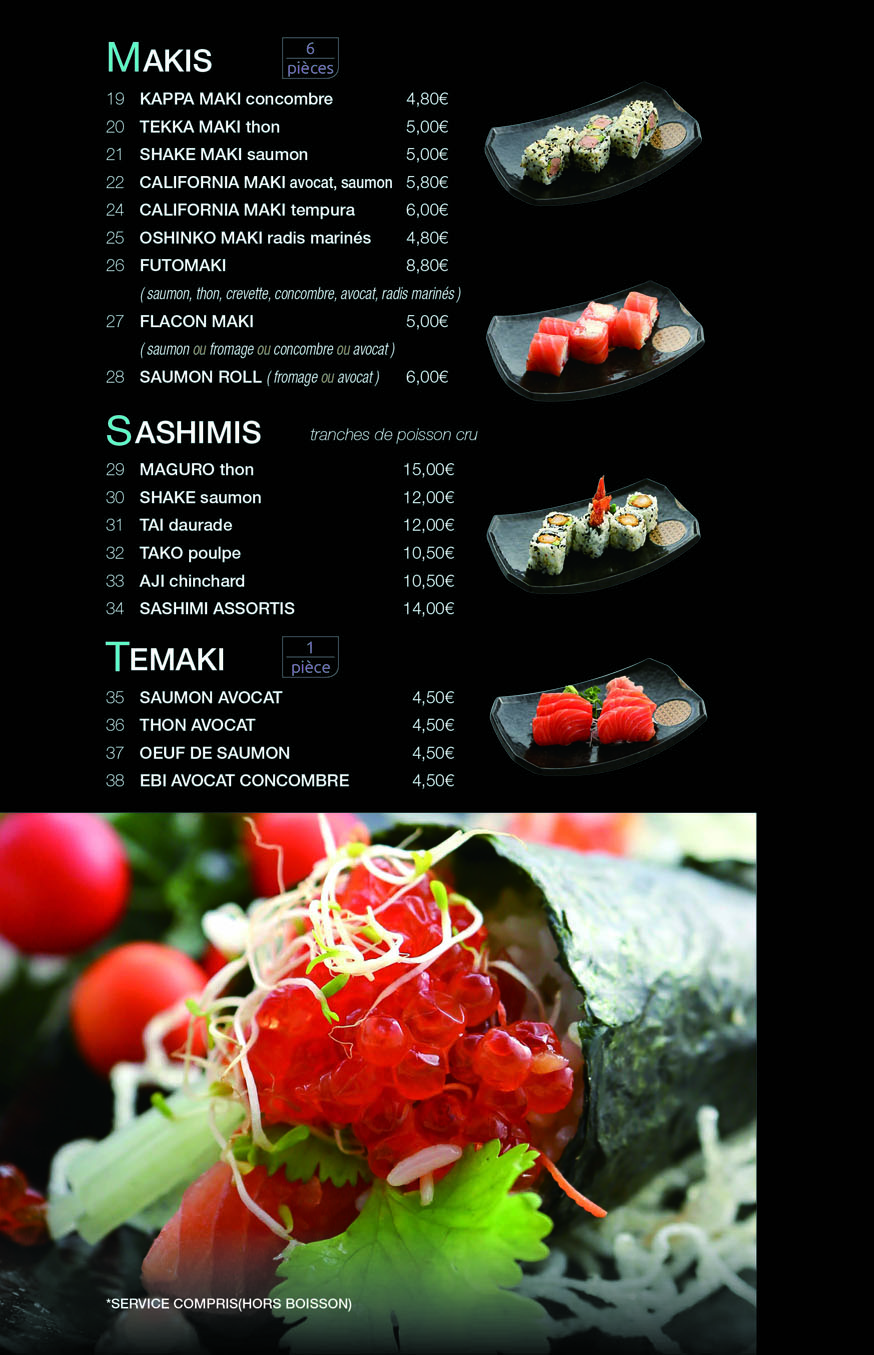 MAKIS
6
pièces
19 KAPPA MAKI concombre 4,80€
20 TEKKA MAKI thon 5,00€
21 SHAKE MAKI saumon 5,00€
22 CALIFORNIA MAKI avocat, saumon 5,80€
24 CALIFORNIA MAKI tempura 6,00€
25 OSHINKO MAKI radis marinés 4,80€
26 FUTOMAKI 8,80€
( saumon, thon, crevette, concombre, avocat, radis marinés )
27 FLACON MAKI 5,00€
( saumon ou fromage ou concombre ou avocat )
28 SAUMON ROLL ( fromage ou avocat ) 6,00€
SASHIMIS tranches de poisson cru
29 MAGURO thon 15,00€
30 SHAKE saumon 12,00€
31 TAI daurade 12,00€
32 TAKO poulpe 10,50€
33 AJI chinchard 10,50€
34 SASHIMI ASSORTIS 14,00€
TEMAKI
1
pièce
35 SAUMON AVOCAT 4,50€
36 THON AVOCAT 4,50€
37 OEUF DE SAUMON 4,50€
38 EBI AVOCAT CONCOMBRE 4,50€
*SERVICE COMPRIS(HORS BOISSON)